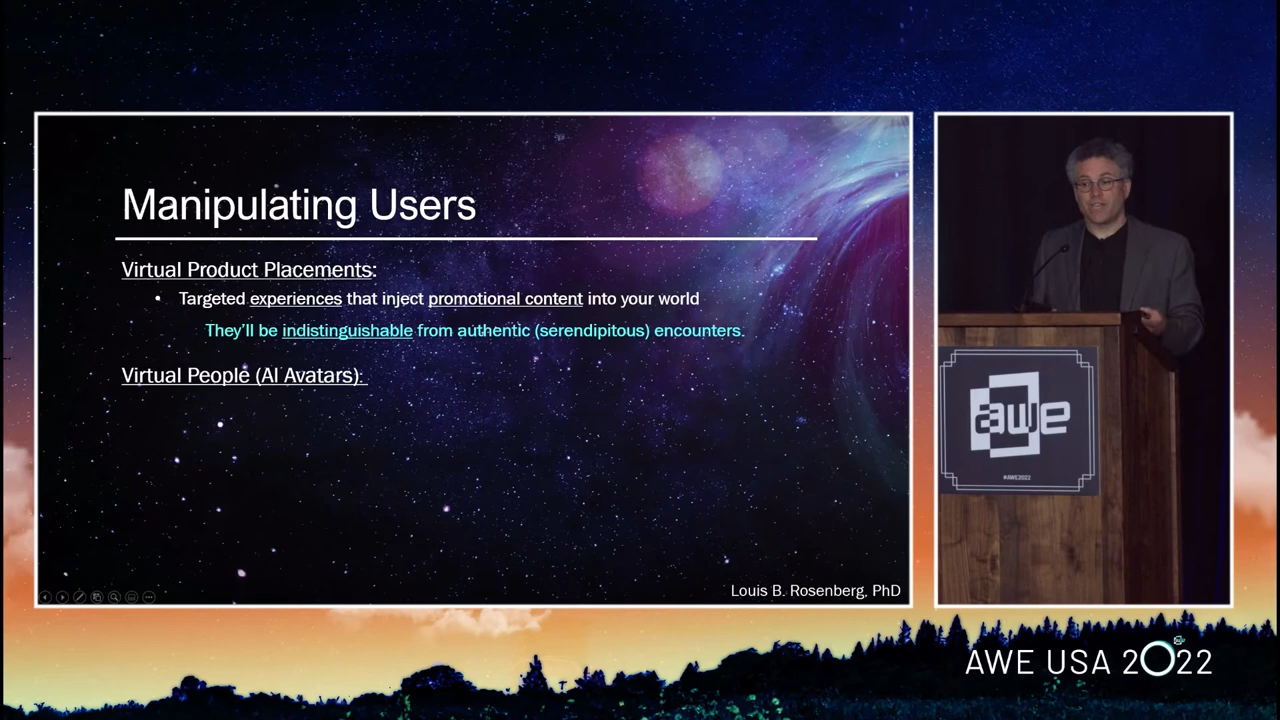 Manipulating Users
Virtual Product Placements:
• Targeted experiences that inject promotional content into your world
They'll be indistinguishable from authentic (serendipitous) encounters.
Virtual People (AI Avatars):
Louis B. Rosenberg, PhD
awe
#AWE2022
AWE USA 2022